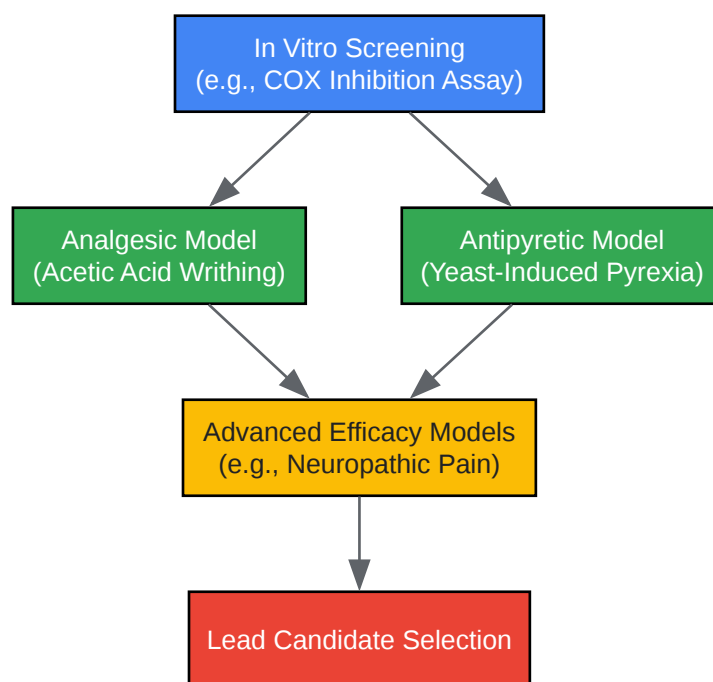 In Vitro Screening
(e.g., COX Inhibition Assay)
Analgesic Model
(Acetic Acid Writhing)
Antipyretic Model
(Yeast-Induced Pyrexia)
Advanced Efficacy Models
(e.g., Neuropathic Pain)
Lead Candidate Selection